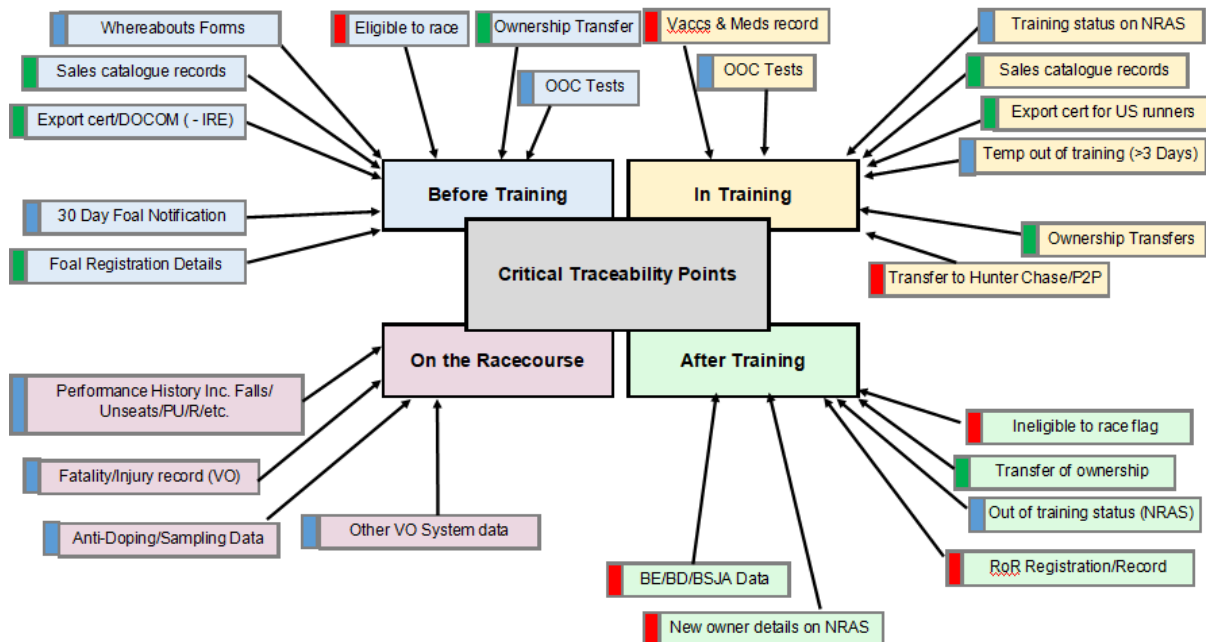 Whereabouts Forms
Eligible to race
Ownership Transfer
Vaccs & Meds record
Training status on NRAS
Sales catalogue records
OOC Tests
OOC Tests
Sales catalogue records
Export cert/DOCOM ( - IRE)
Export cert for US runners
Temp out of training (>3 Days)
Before Training
In Training
30 Day Foal Notification
Ownership Transfers
Foal Registration Details
Critical Traceability Points
Transfer to Hunter Chase/P2P
On the Racecourse
After Training
Performance History Inc. Falls/
Unseats/PU/R/etc.
Ineligible to race flag
Fatality/Injury record (VO)
Transfer of ownership
Anti-Doping/Sampling Data
Other VO System data
Out of training status (NRAS)
BE/BD/BSJA Data
RoR Registration/Record
New owner details on NRAS